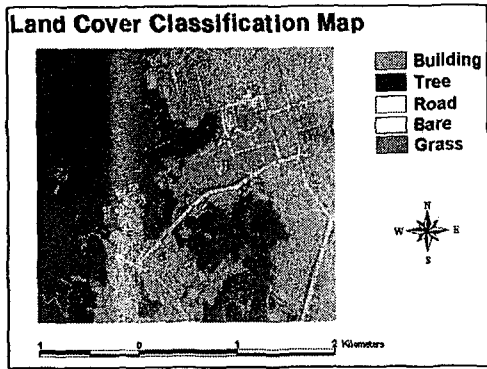 Land Cover Classification Map
Building
Tree
Road
Bare
Grass
N
W E
S
1 0 1 2 Kilometers